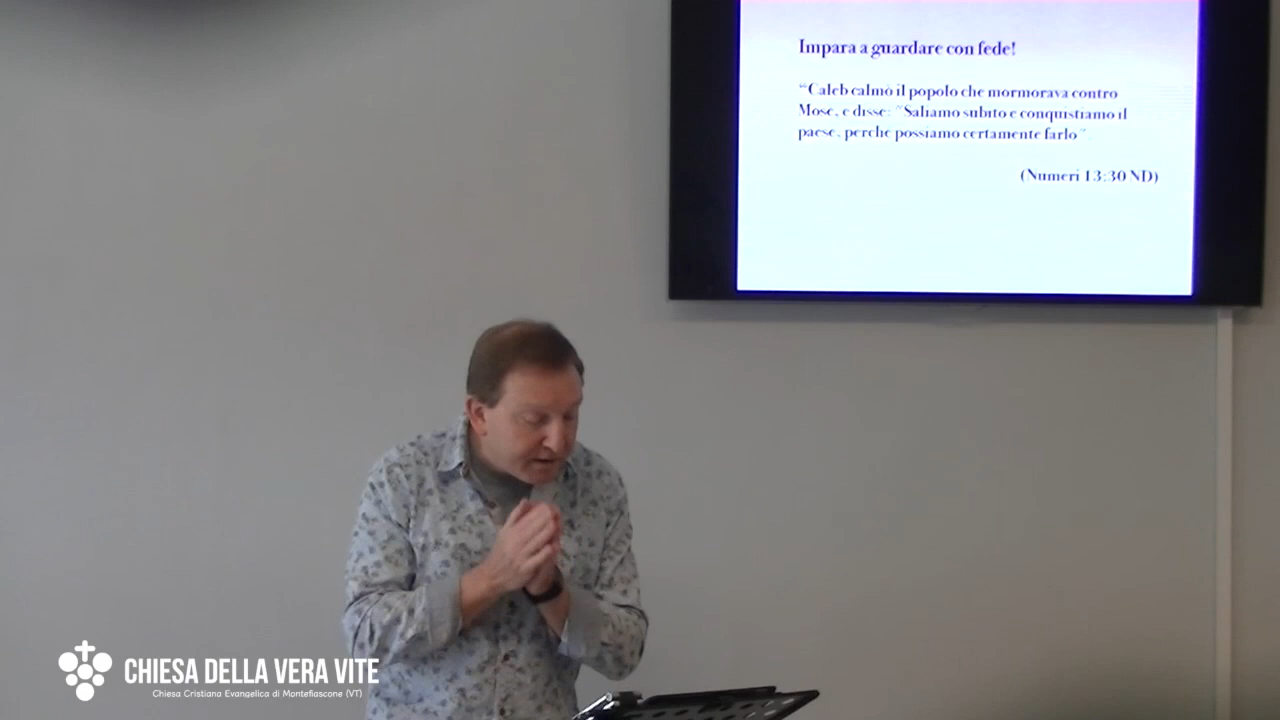 Impara a guardare con fede!
“Caleb calmò il popolo che mormorava contro
Mosè, e disse: “Saliamo subito e conquistiamo il
paese, perché possiamo certamente farlo”.
(Numeri 13:30 ND)
CHIESA DELLA VERA VITE
Chiesa Cristiana Evangelica di Montefiascone (VT)